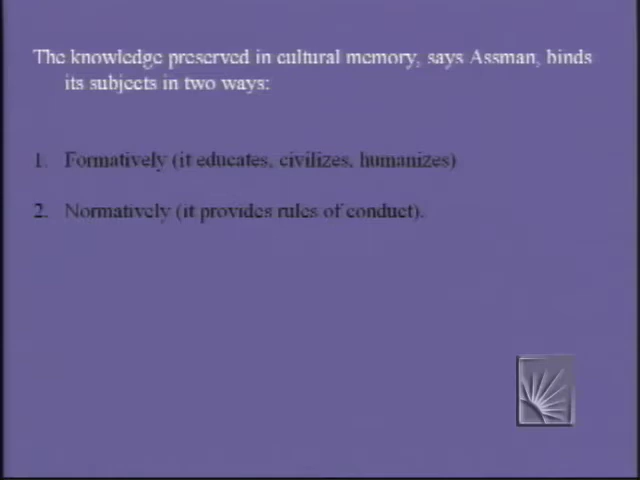 The knowledge preserved in cultural memory, says Assman, binds
its subjects in two ways:
1. Formatively (it educates, civilizes, humanizes)
2. Normatively (it provides rules of conduct).